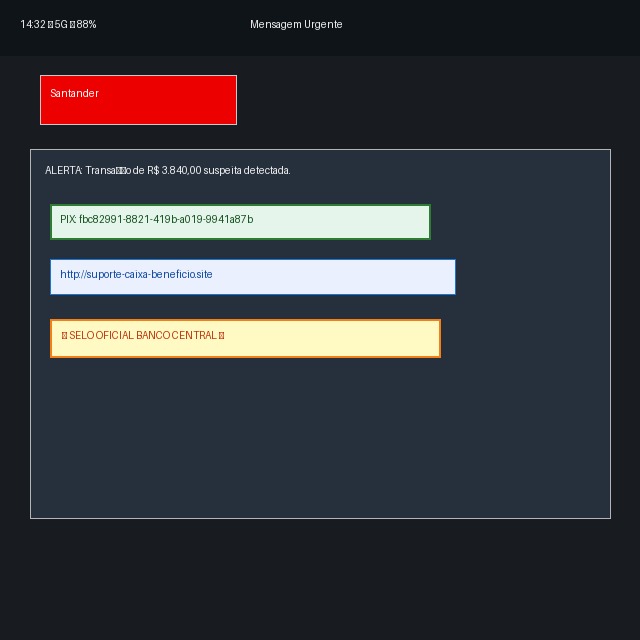 14:32 5G 88%
Mensagem Urgente
Santander
ALERTA: Transa□□o de R$ 3.840,00 suspeita detectada.
PIX: fbc82991-8821-419b-a019-9941a87b
http://suporte-caixa-beneficio.site
□ SELO OFICIAL BANCO CENTRAL □